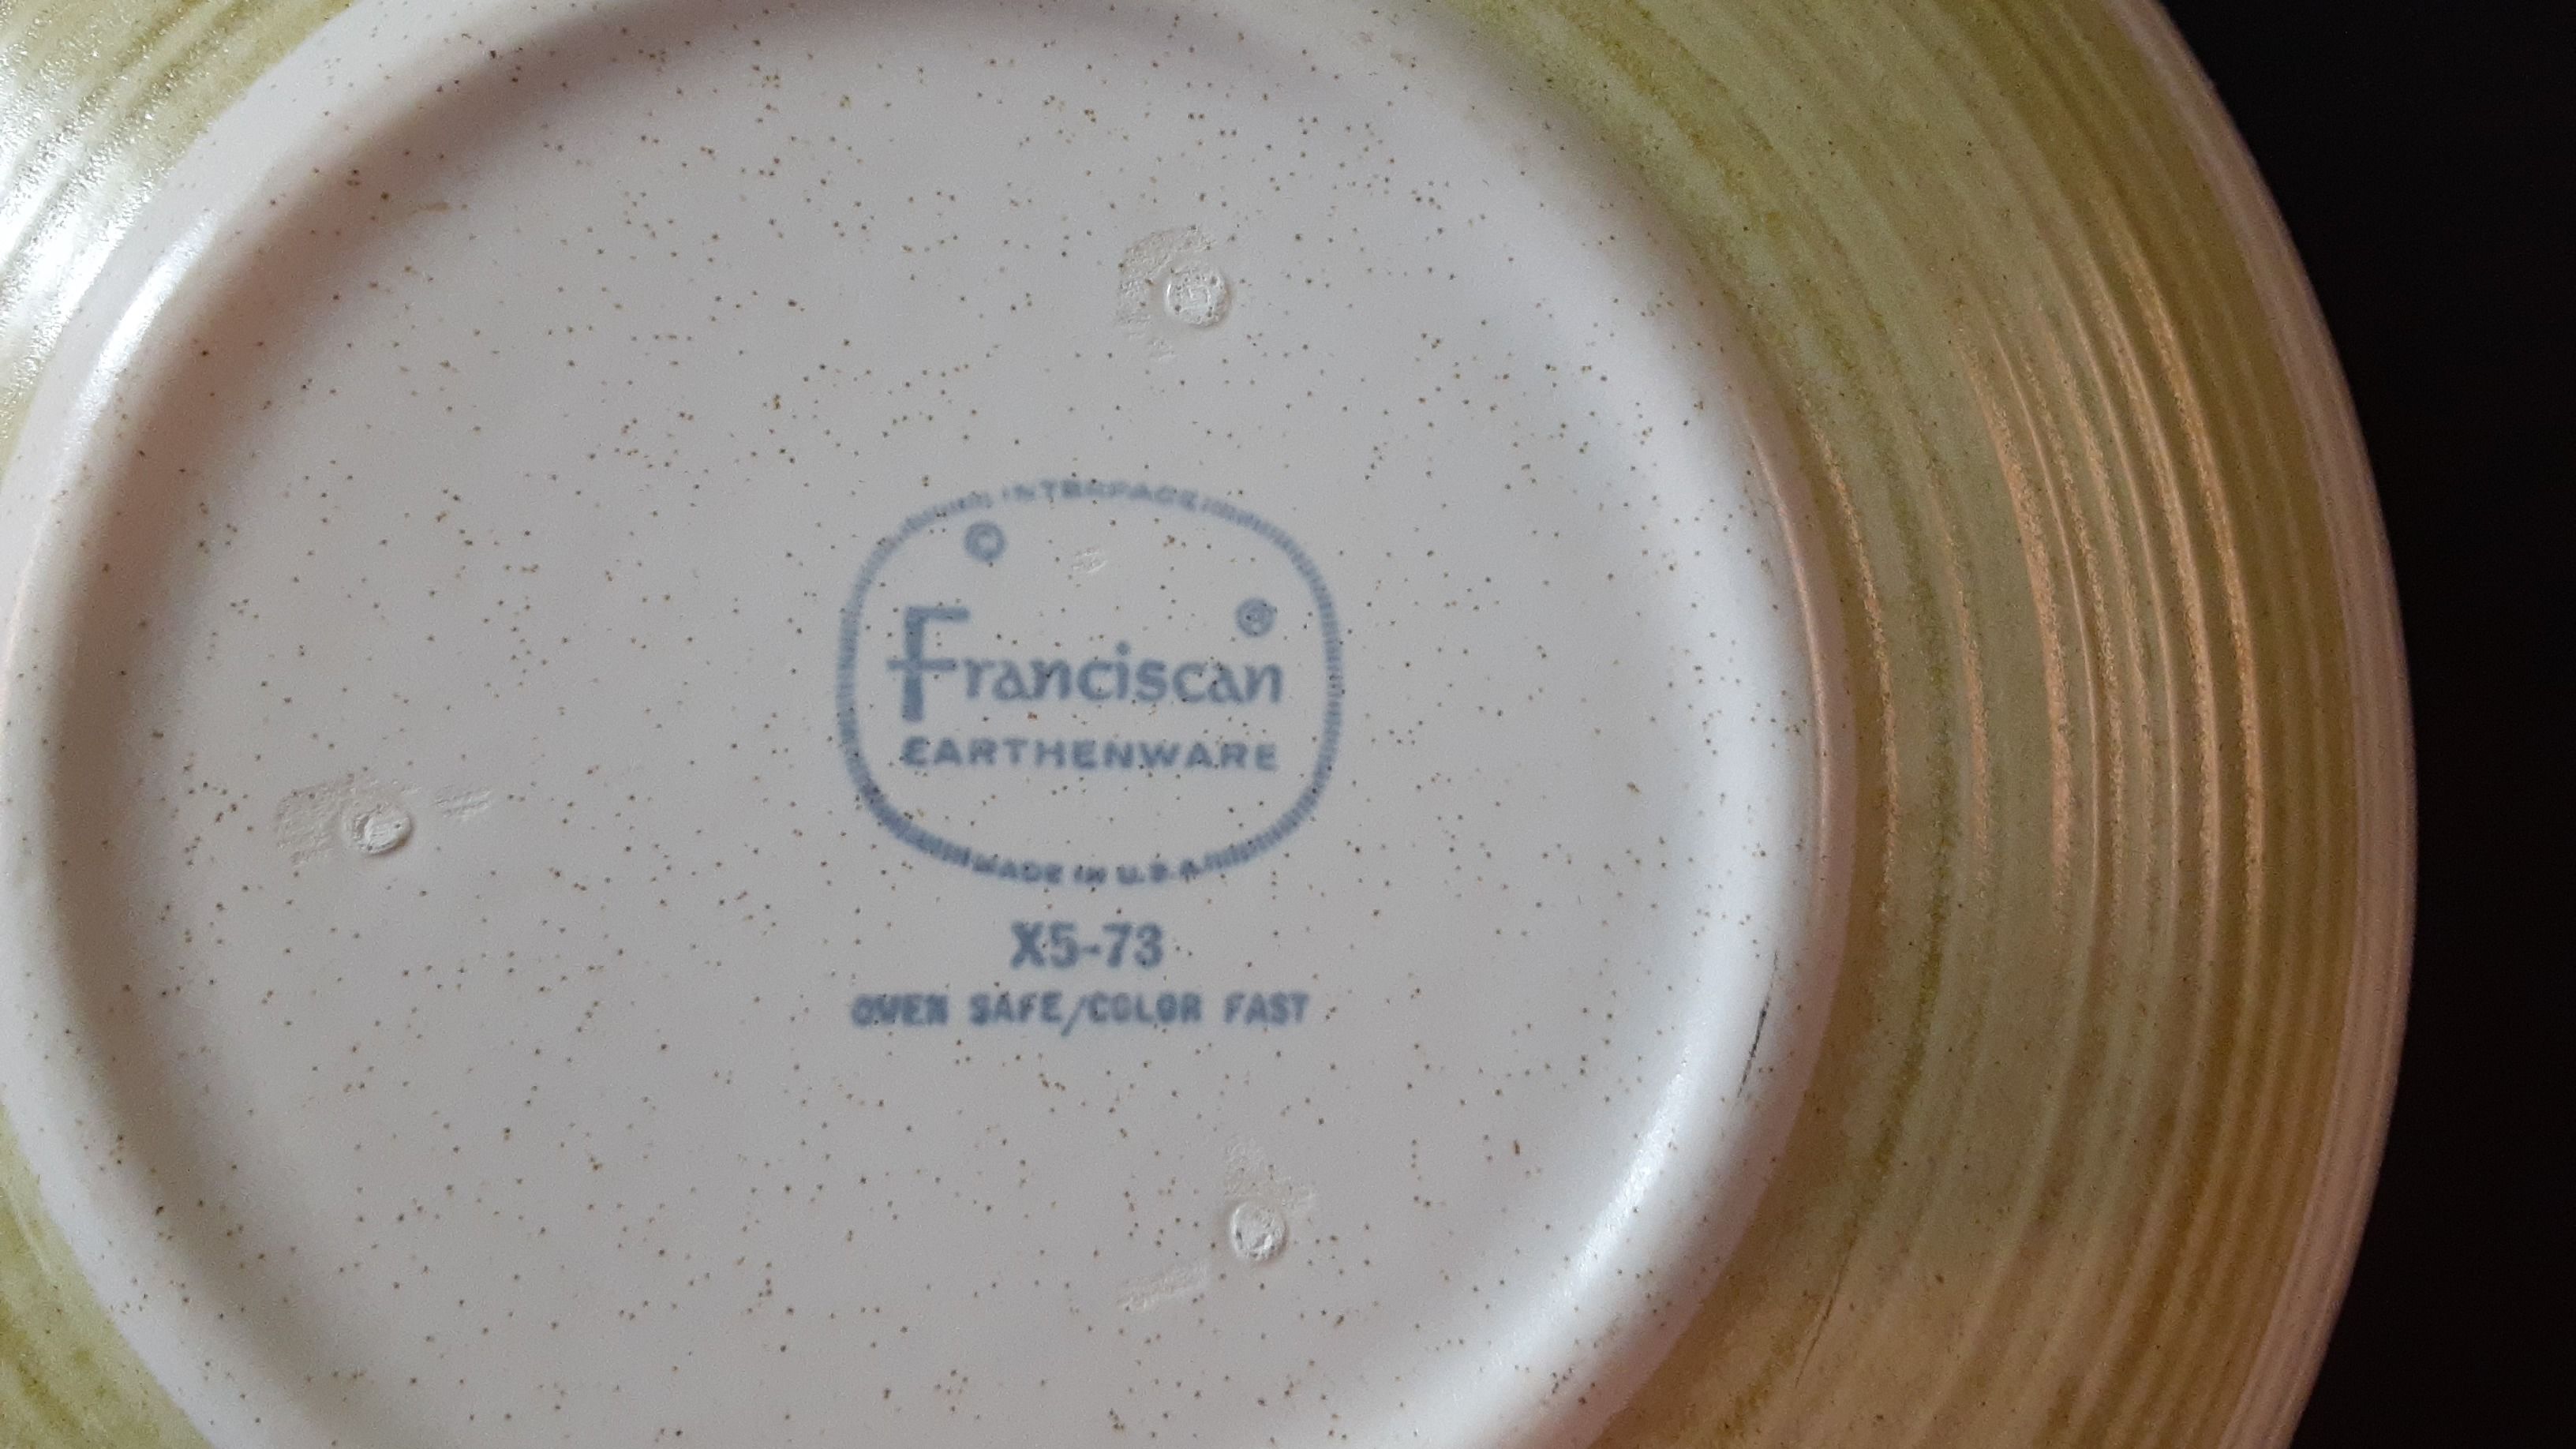 INTERPACE
©
®
Franciscan
EARTHENWARE
MADE IN U.S.A.
X5-73
OVEN SAFE/COLOR FAST